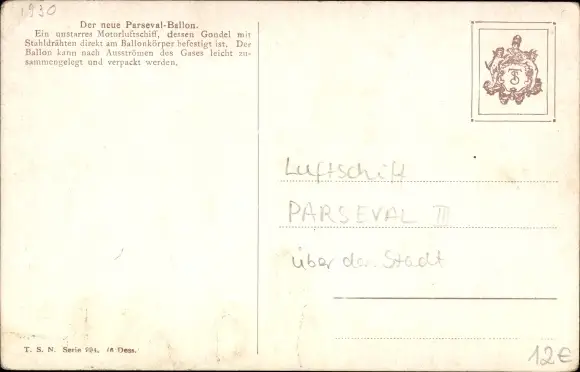 1930
Der neue Parseval-Ballon.
Ein unstarres Motorluftschiff, dessen Gondel mit
Stahldrähten direkt am Ballonkörper befestigt ist. Der
Ballon kann nach Ausströmen des Gases leicht zu-
sammengelegt und verpackt werden.
TS
Luftschiff
PARSEVAL III
über der Stadt
T. S. N. Serie 994. (6 Dess.)
12€